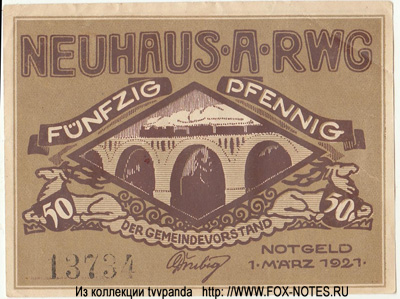 NEUHAUS·A·RWG
FÜNFZIG PFENNIG
50 50
DER GEMEINDEVORSTAND
NOTGELD
1·MÄRZ 1921·
13734
Из коллекции tvvpanda http://WWW.FOX-NOTES.RU